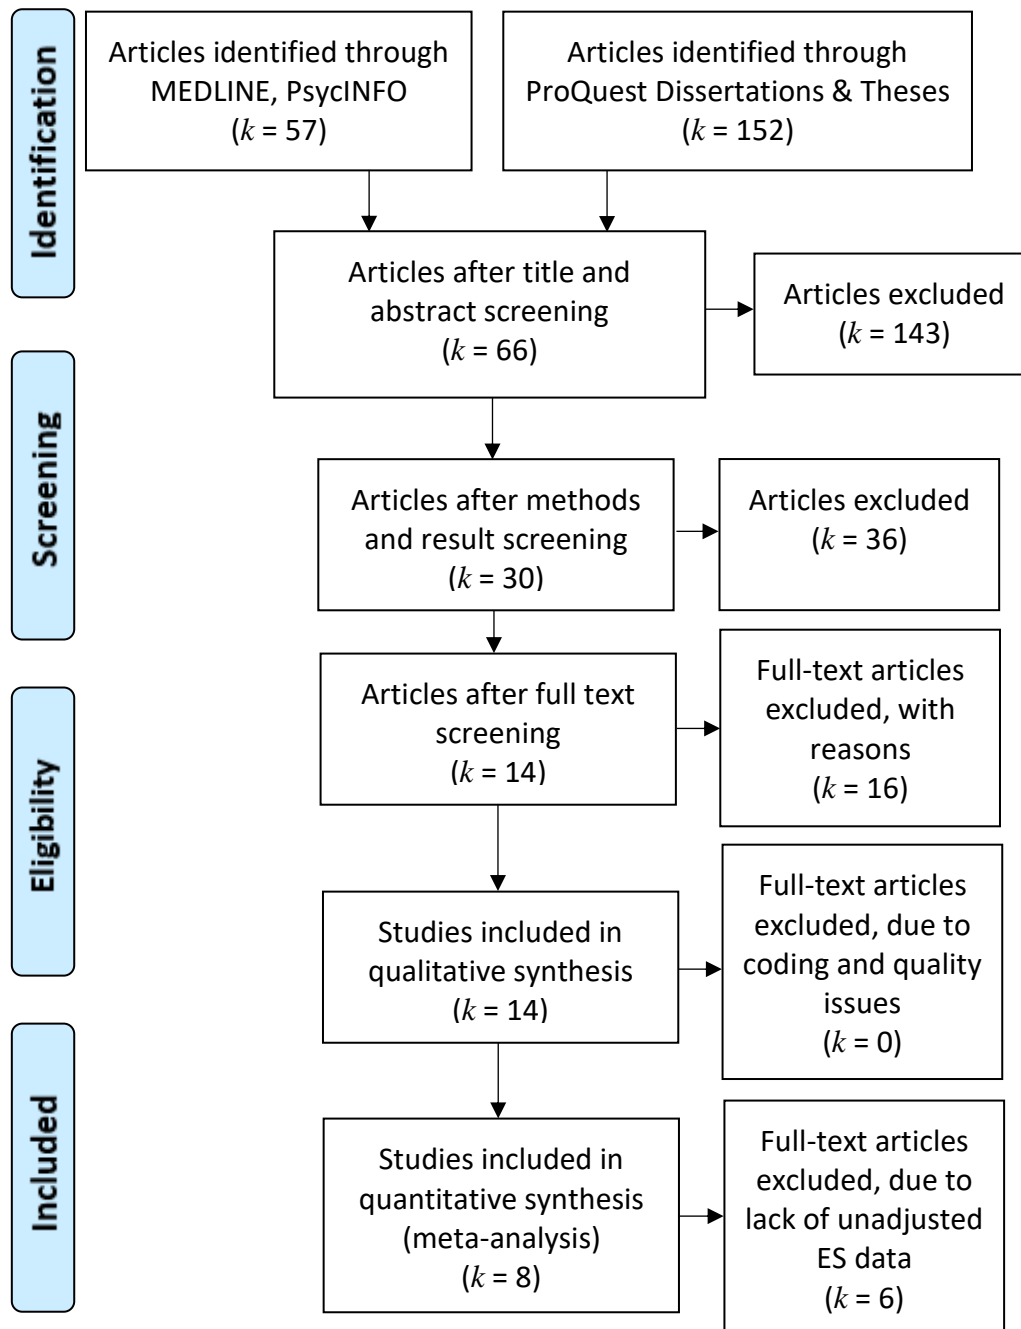 Identification
Articles identified through
MEDLINE, PsycINFO
(k = 57)
Articles identified through
ProQuest Dissertations & Theses
(k = 152)
Articles after title and
abstract screening
(k = 66)
Articles excluded
(k = 143)
Screening
Articles after methods
and result screening
(k = 30)
Articles excluded
(k = 36)
Eligibility
Articles after full text
screening
(k = 14)
Full-text articles
excluded, with
reasons
(k = 16)
Studies included in
qualitative synthesis
(k = 14)
Full-text articles
excluded, due to
coding and quality
issues
(k = 0)
Included
Studies included in
quantitative synthesis
(meta-analysis)
(k = 8)
Full-text articles
excluded, due to
lack of unadjusted
ES data
(k = 6)